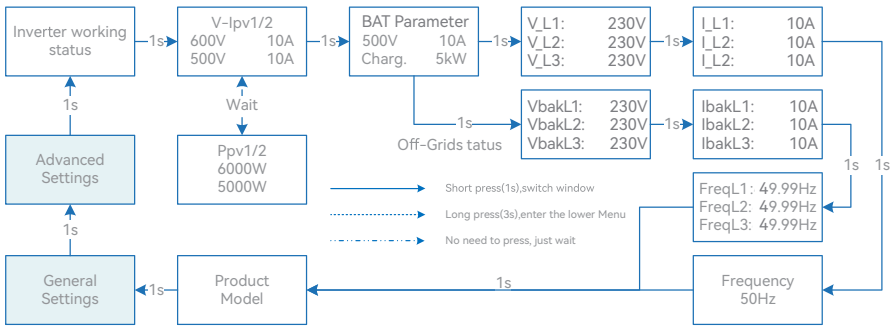 Inverter working
status
1s
V-Ipv1/2
600V 10A
500V 10A
1s
BAT Parameter
500V 10A
Charg. 5kW
1s
V_L1: 230V
V_L2: 230V
V_L3: 230V
1s
I_L1: 10A
I_L2: 10A
I_L2: 10A
1s
Wait
1s
VbakL1: 230V
VbakL2: 230V
VbakL3: 230V
1s
IbakL1: 10A
IbakL2: 10A
IbakL3: 10A
Off-Grids tatus
Advanced
Settings
Ppv1/2
6000W
5000W
1s
1s
FreqL1: 49.99Hz
FreqL2: 49.99Hz
FreqL3: 49.99Hz
Short press(1s),switch window
Long press(3s),enter the lower Menu
No need to press, just wait
1s
General
Settings
1s
Product
Model
1s
Frequency
50Hz